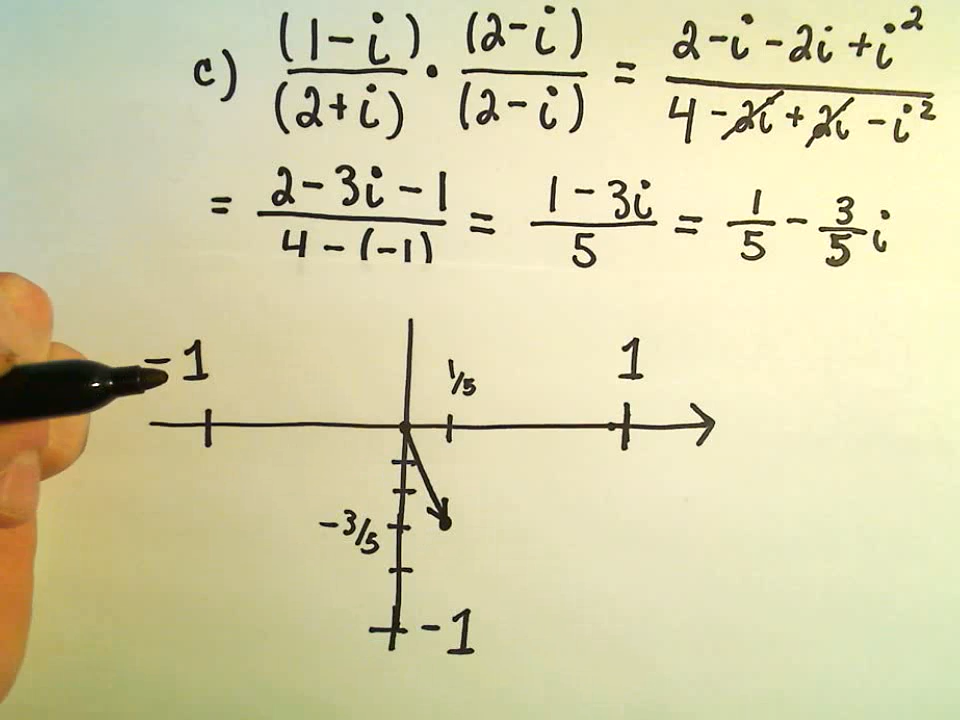 c) (1-i)/(2+i) · (2-i)/(2-i) = (2-i-2i+i²)/(4-2i+2i-i²)
= (2-3i-1)/(4-(-1)) = (1-3i)/5 = 1/5 - 3/5 i
-1 1/5 1
-3/5
-1